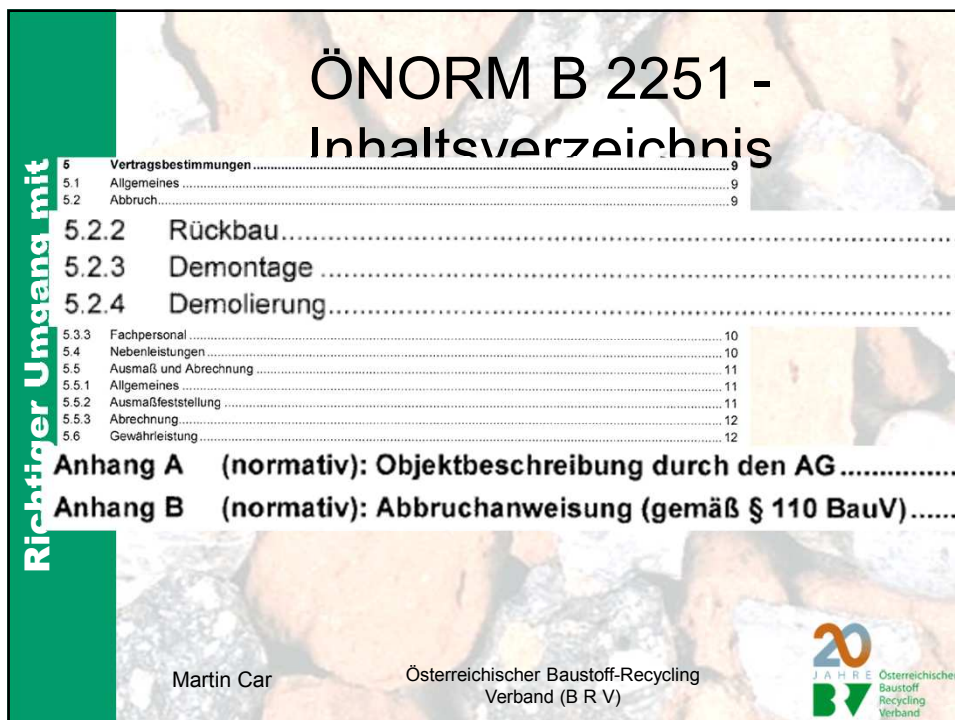 ÖNORM B 2251 -
Inhaltsverzeichnis
Richtiger Umgang mit
5 Vertragsbestimmungen........................................9
5.1 Allgemeines........................................9
5.2 Abbruch........................................9
5.2.2 Rückbau........................................
5.2.3 Demontage........................................
5.2.4 Demolierung........................................
5.3.3 Fachpersonal........................................10
5.4 Nebenleistungen........................................10
5.5 Ausmaß und Abrechnung........................................11
5.5.1 Allgemeines........................................11
5.5.2 Ausmaßfeststellung........................................11
5.5.3 Abrechnung........................................12
5.6 Gewährleistung........................................12
Anhang A (normativ): Objektbeschreibung durch den AG...............
Anhang B (normativ): Abbruchanweisung (gemäß § 110 BauV)......
Martin Car
Österreichischer Baustoff-Recycling
Verband (B R V)
20
JAHRE
BV
Österreichischer
Baustoff
Recycling
Verband